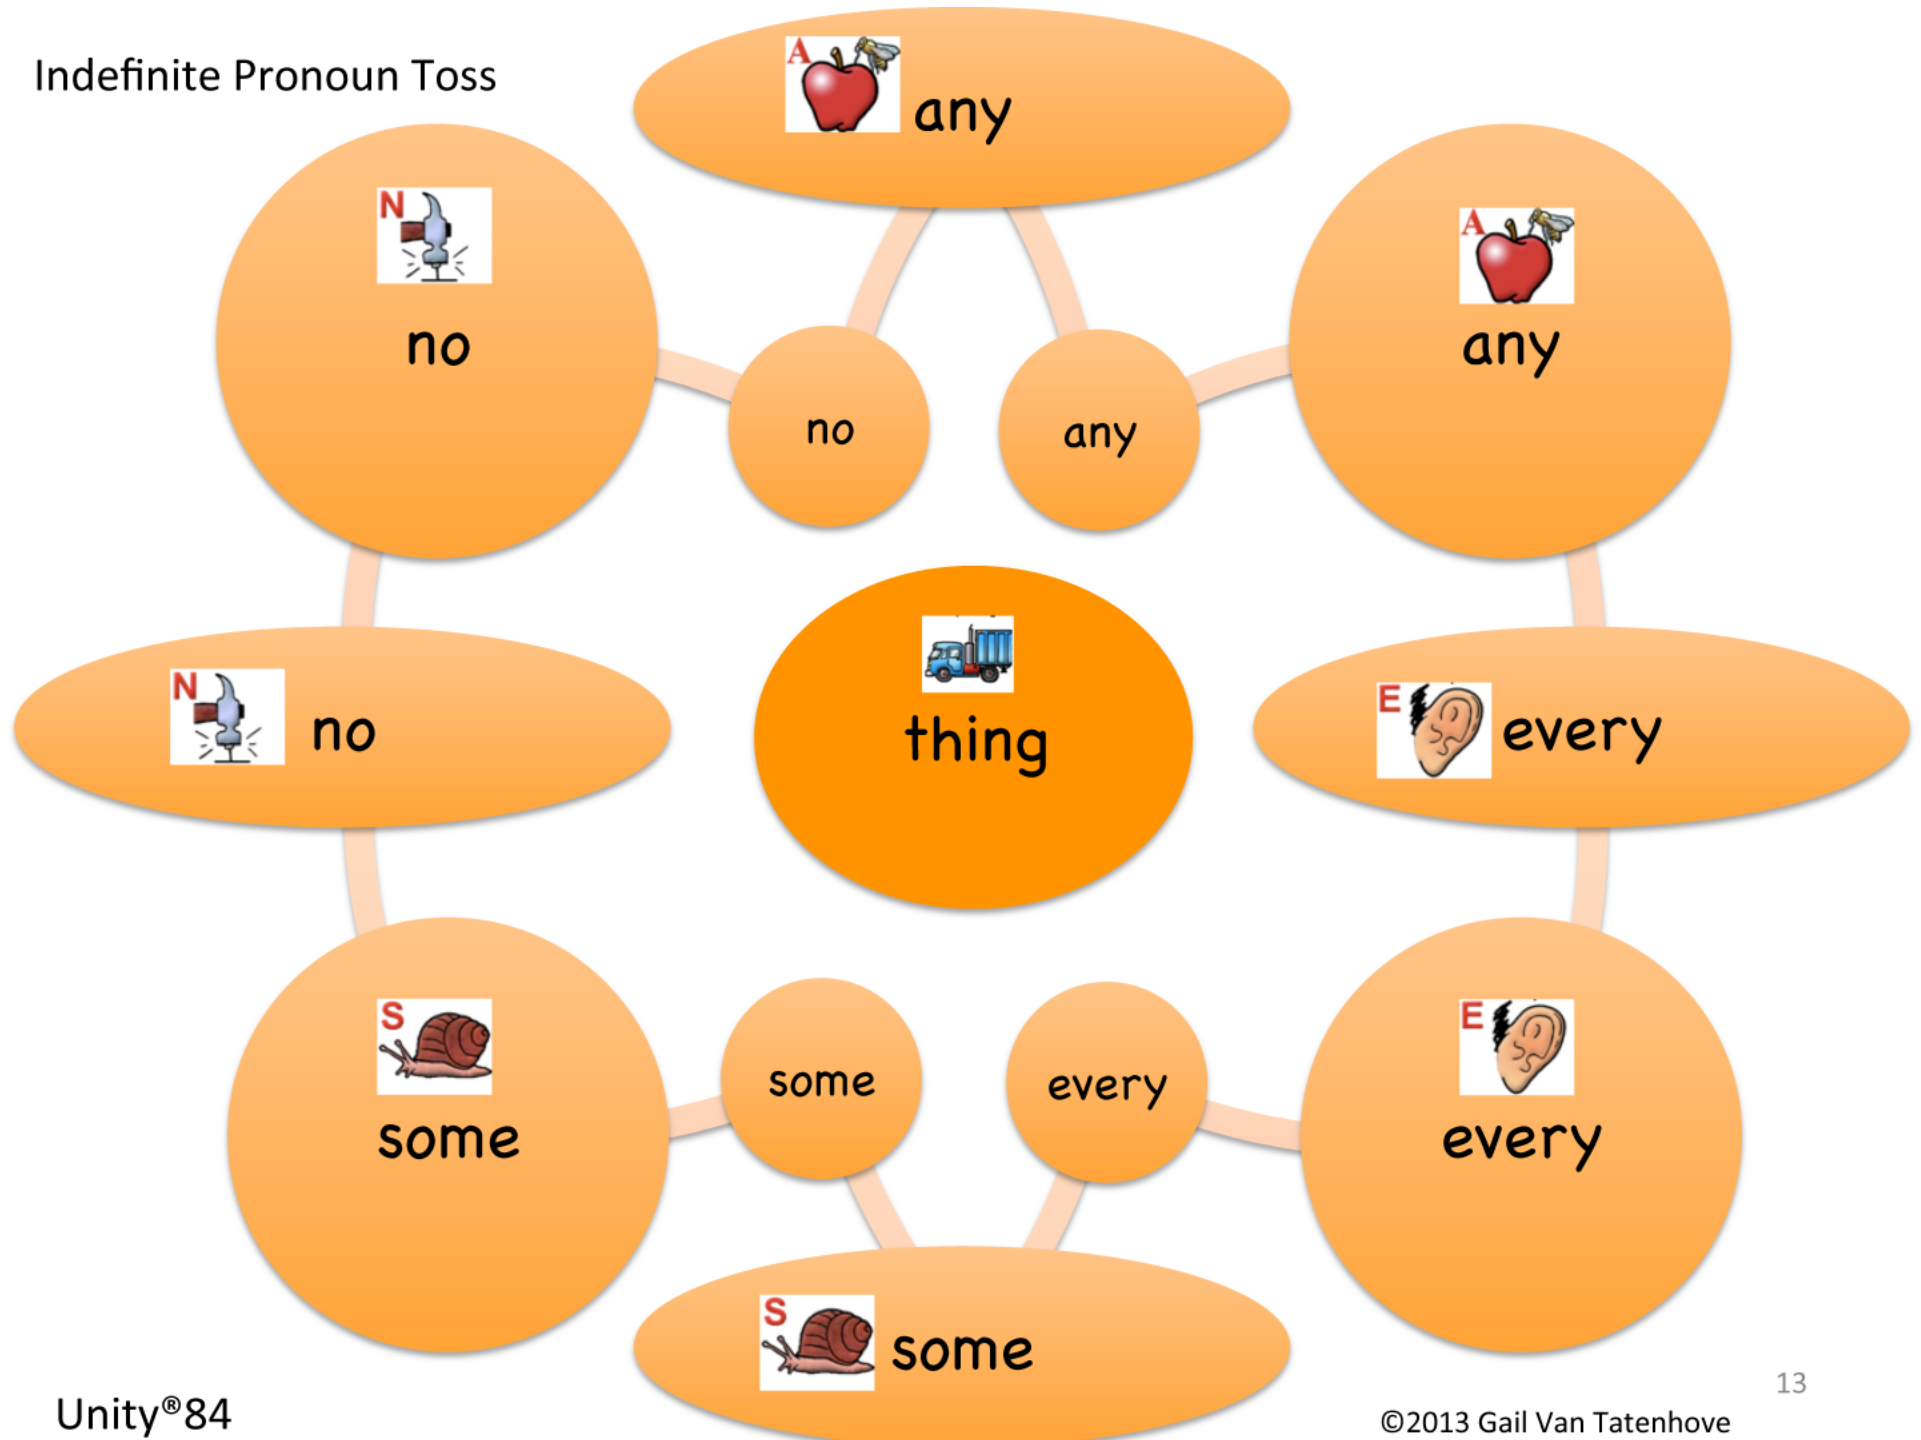 Indefinite Pronoun Toss
A
any
N
no
A
any
no
any
thing
N
no
E
every
S
some
some
every
E
every
S
some
13
Unity®84
©2013 Gail Van Tatenhove